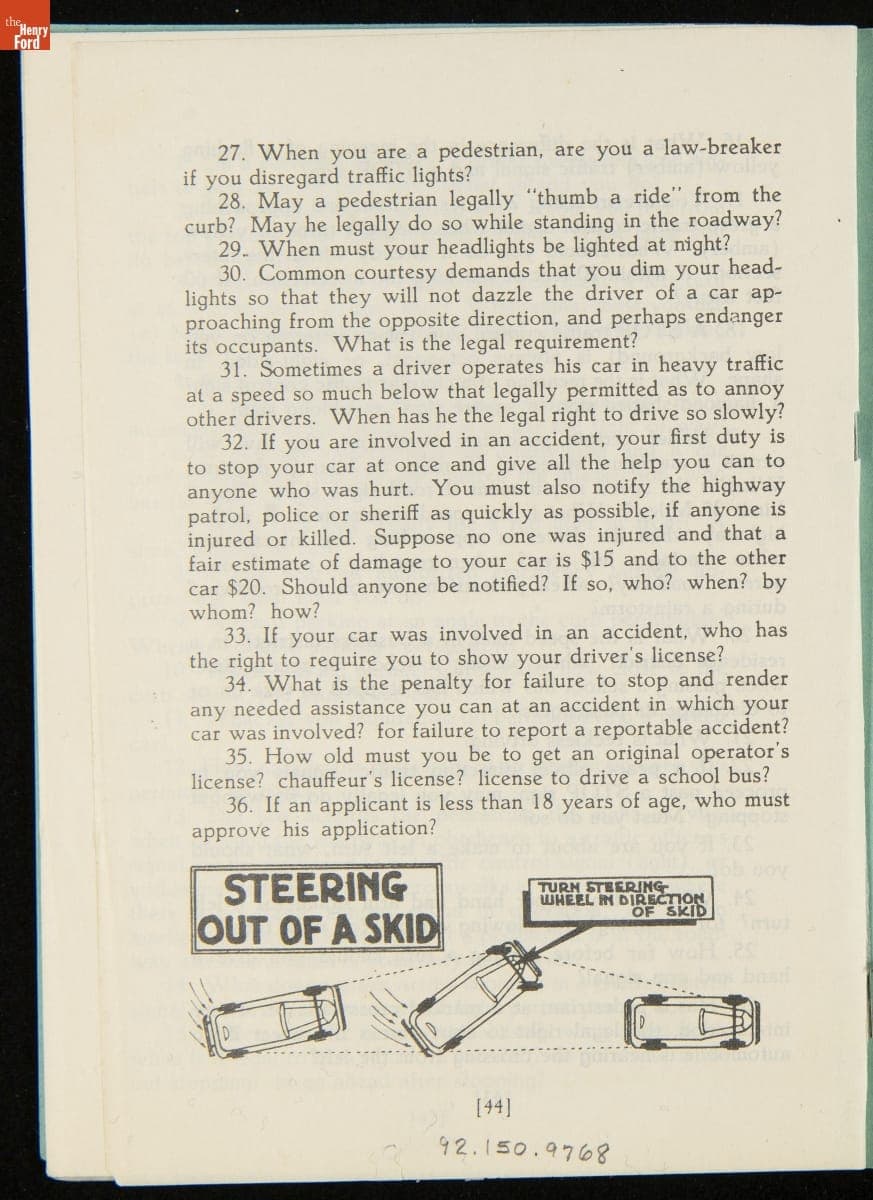 the Henry Ford
27. When you are a pedestrian, are you a law-breaker
if you disregard traffic lights?
28. May a pedestrian legally "thumb a ride" from the
curb? May he legally do so while standing in the roadway?
29. When must your headlights be lighted at night?
30. Common courtesy demands that you dim your head-
lights so that they will not dazzle the driver of a car ap-
proaching from the opposite direction, and perhaps endanger
its occupants. What is the legal requirement?
31. Sometimes a driver operates his car in heavy traffic
at a speed so much below that legally permitted as to annoy
other drivers. When has he the legal right to drive so slowly?
32. If you are involved in an accident, your first duty is
to stop your car at once and give all the help you can to
anyone who was hurt. You must also notify the highway
patrol, police or sheriff as quickly as possible, if anyone is
injured or killed. Suppose no one was injured and that a
fair estimate of damage to your car is $15 and to the other
car $20. Should anyone be notified? If so, who? when? by
whom? how?
33. If your car was involved in an accident, who has
the right to require you to show your driver's license?
34. What is the penalty for failure to stop and render
any needed assistance you can at an accident in which your
car was involved? for failure to report a reportable accident?
35. How old must you be to get an original operator's
license? chauffeur's license? license to drive a school bus?
36. If an applicant is less than 18 years of age, who must
approve his application?
STEERING
OUT OF A SKID
TURN STEERING
WHEEL IN DIRECTION
OF SKID
[44]
92.150.9768